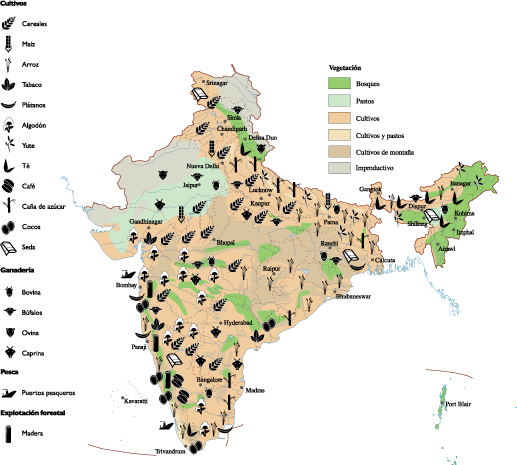 Cultivos
Cereales
Maíz
Arroz
Tabaco
Plátanos
Algodón
Yute
Té
Café
Caña de azúcar
Cocos
Seda
Ganadería
Bovina
Búfalos
Ovina
Caprina
Pesca
Puertos pesqueros
Explotación forestal
Madera
Vegetación
Bosques
Pastos
Cultivos
Cultivos y pastos
Cultivos de montaña
Improductivo
Srinagar
Simla
Chandigarh
Dehra Dun
Nueva Delhi
Jaipur
Lucknow
Kanpur
Gangtok
Itanagar
Dispur
Shillong
Kohima
Imphal
Aizawl
Patna
Gandhinagar
Bhopal
Ranchi
Calcuta
Raipur
Bhubaneswar
Bombay
Hyderabad
Panaji
Bangalore
Madras
Kavaratti
Port Blair
Trivandrum